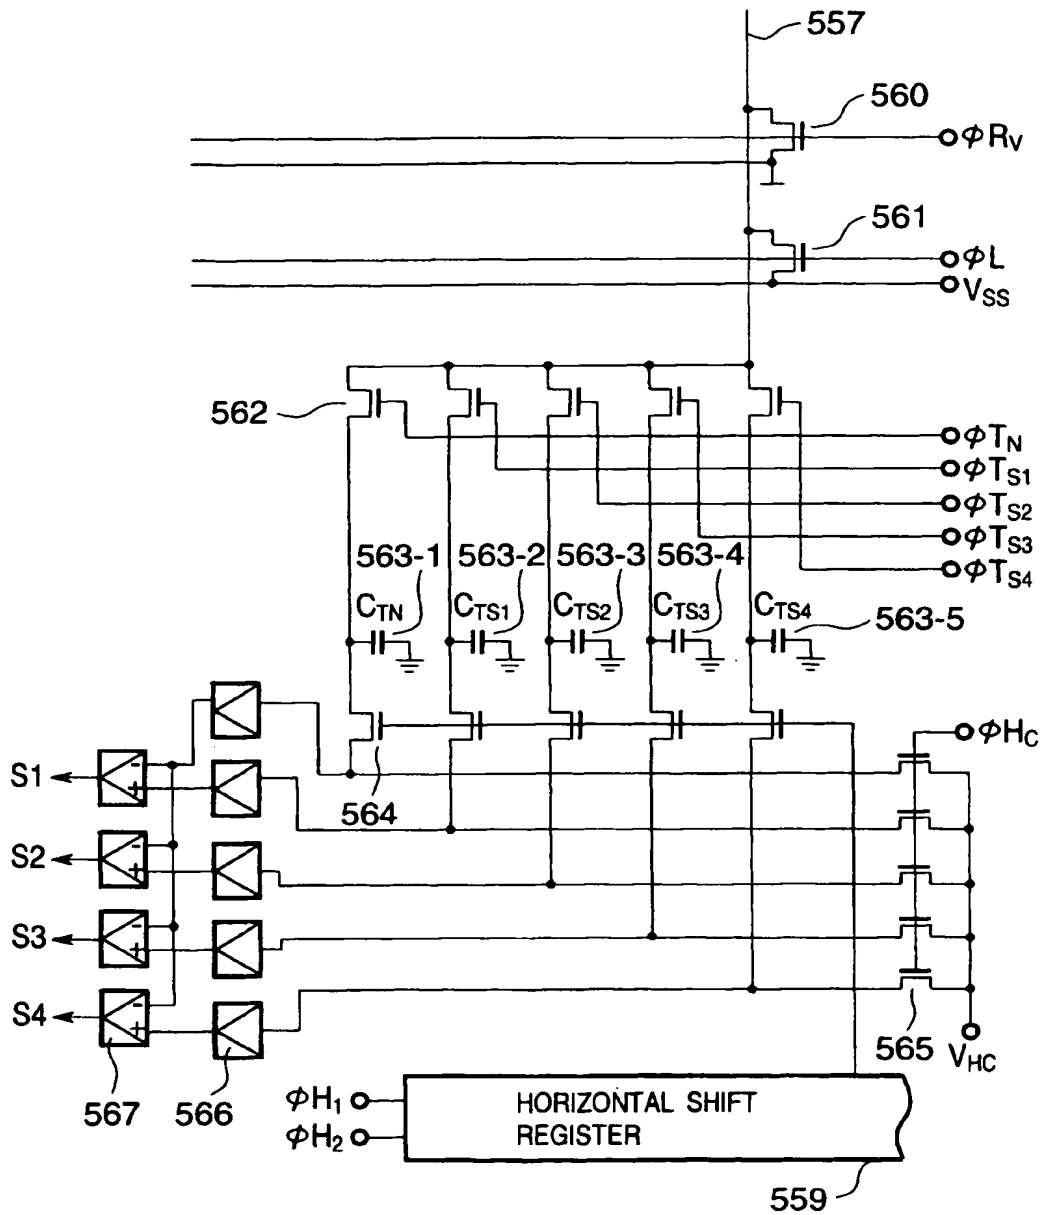 557
560
ϕRV
561
ϕL
VSS
562
ϕTN
ϕTS1
ϕTS2
ϕTS3
ϕTS4
563-1
563-2
563-3
563-4
CTN
CTS1
CTS2
CTS3
CTS4
563-5
ϕHC
S1
-
+
564
S2
-
+
S3
-
+
S4
-
+
565
VHC
567
566
ϕH1
ϕH2
HORIZONTAL SHIFT
REGISTER
559